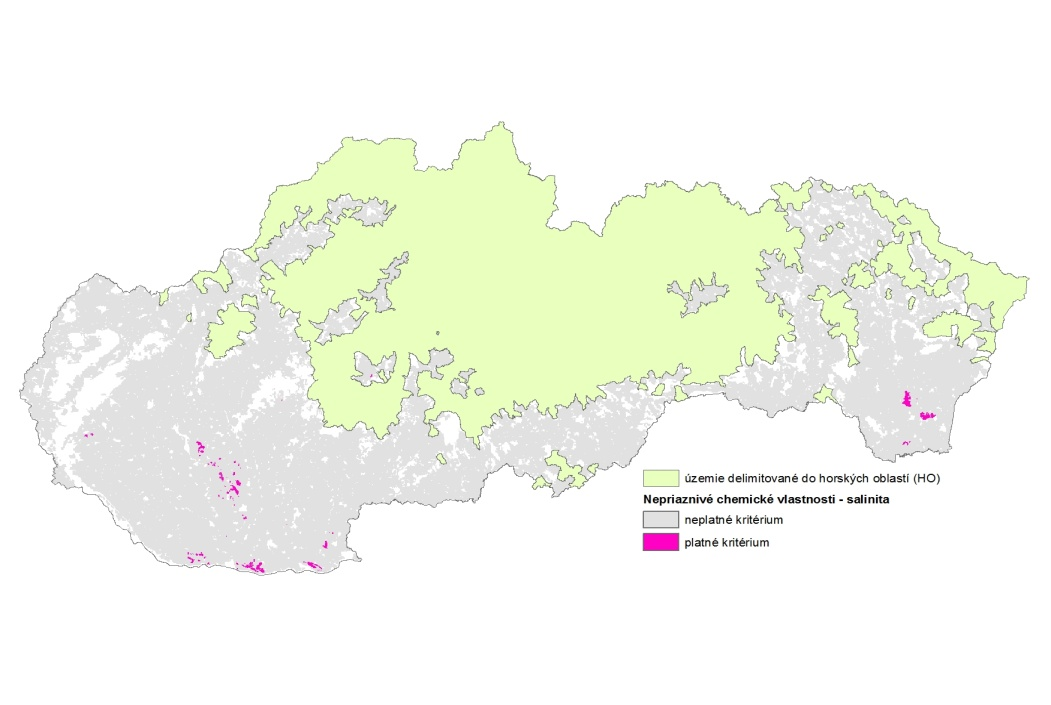 územie delimitované do horských oblastí (HO)
Nepriaznivé chemické vlastnosti - salinita
neplatné kritérium
platné kritérium